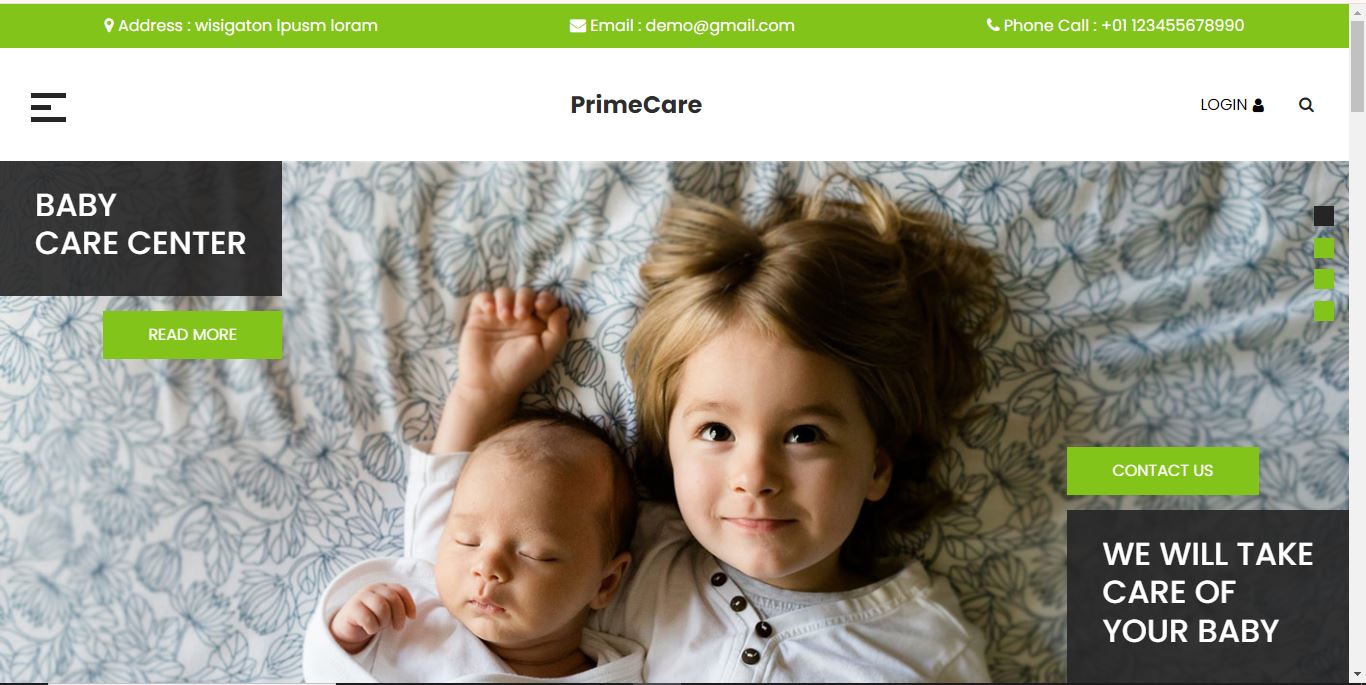 Address : wisigaton lpusm loram
Email : demo@gmail.com
Phone Call : +01 123455678990
PrimeCare
LOGIN
BABY
CARE CENTER
READ MORE
CONTACT US
WE WILL TAKE
CARE OF
YOUR BABY